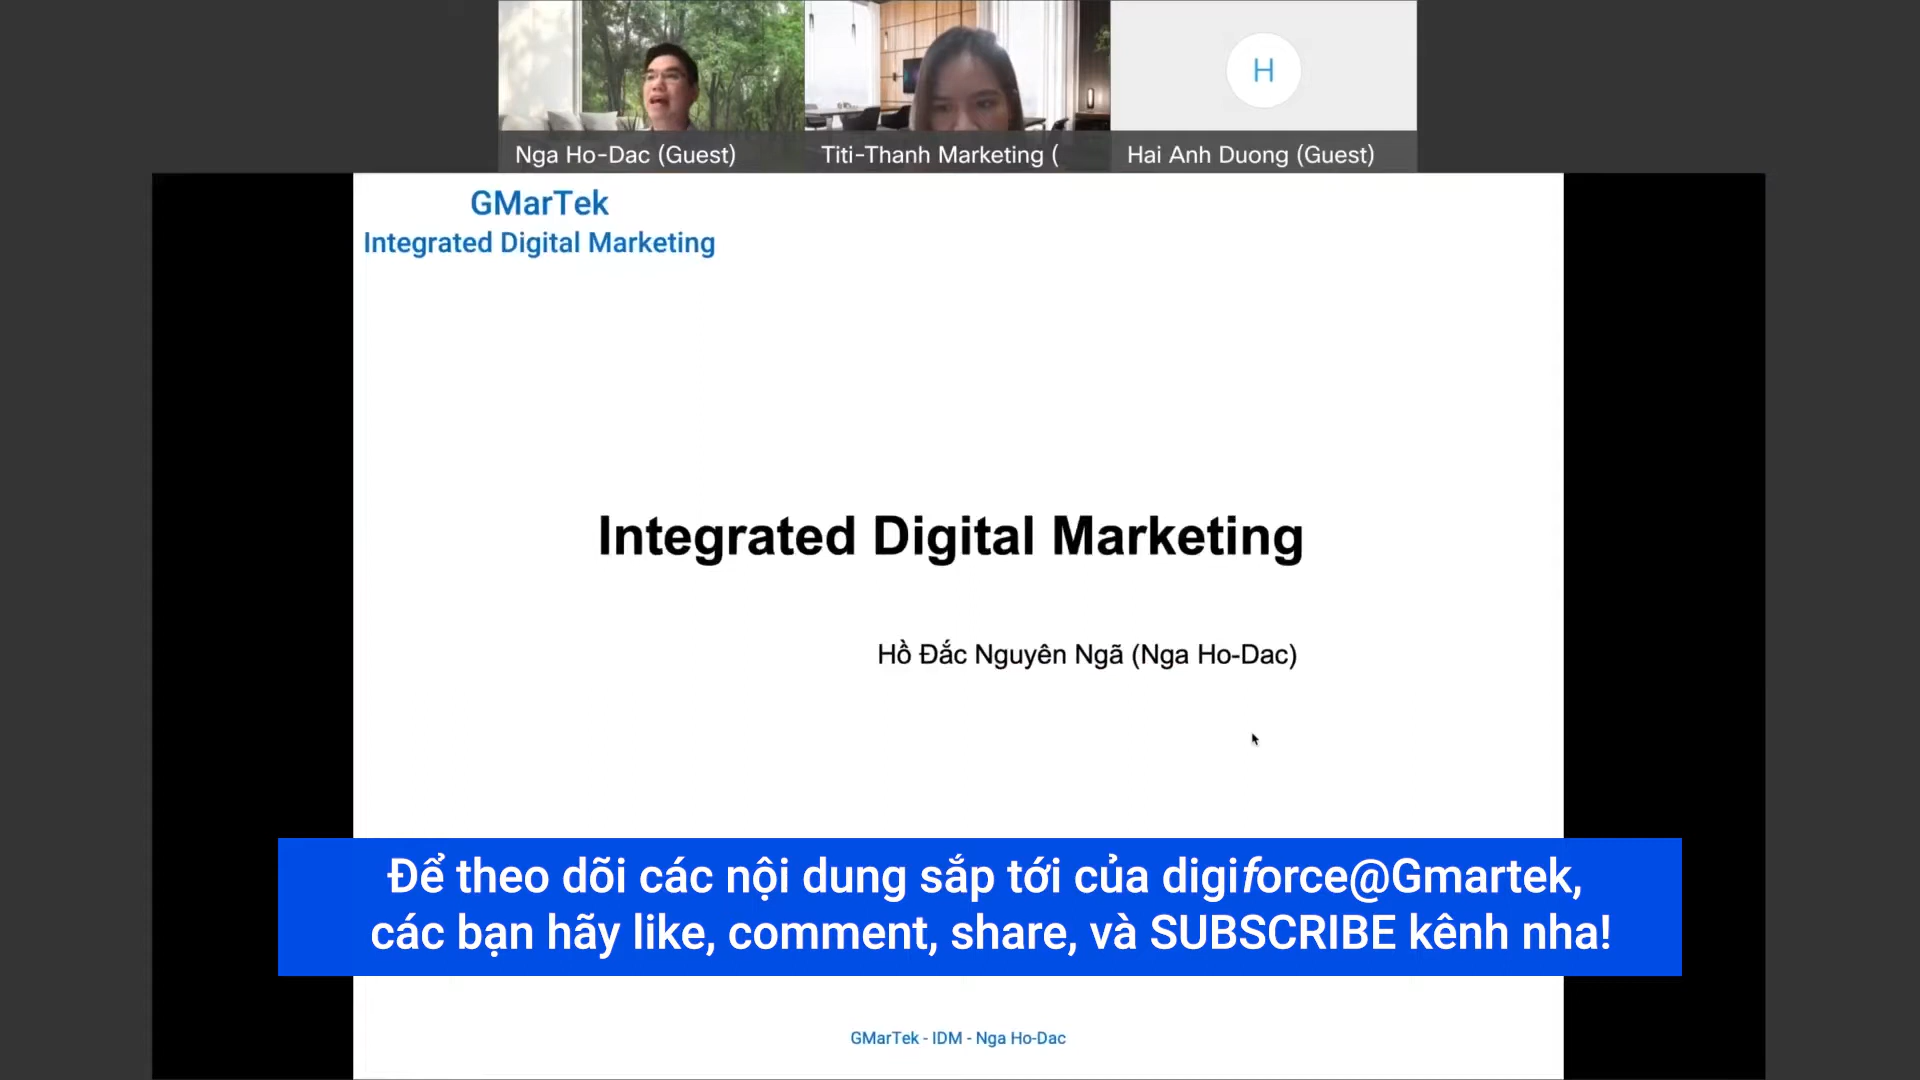 H
Nga Ho-Dac (Guest)
Titi-Thanh Marketing (
Hai Anh Duong (Guest)
GMarTek
Integrated Digital Marketing
Integrated Digital Marketing
Hồ Đắc Nguyên Ngã (Nga Ho-Dac)
Để theo dõi các nội dung sắp tới của digiforce@Gmartek,
các bạn hãy like, comment, share, và SUBSCRIBE kênh nha!
GMarTek - IDM - Nga Ho-Dac